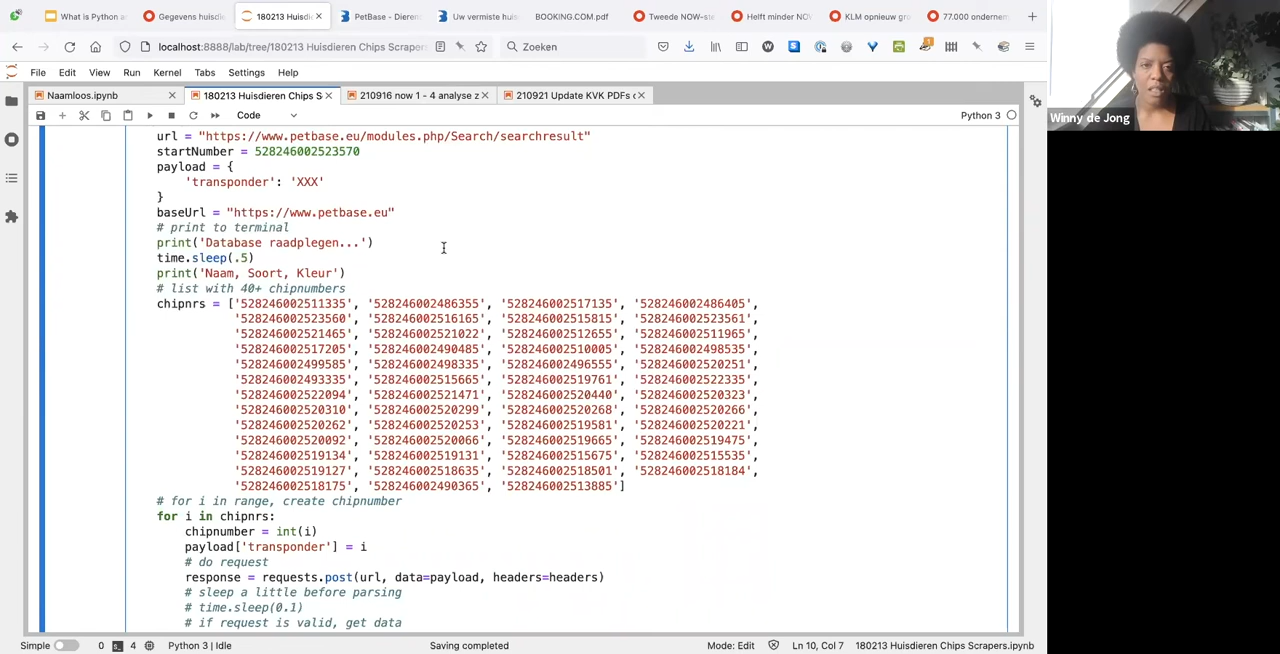 What is Python a
Gegevens huisdie
180213 Huisdi
PetBase - Dieren
Uw vermiste huis
BOOKING.COM.pdf
Tweede NOW-ste
Helft minder NO
KLM opnieuw gra
77.000 ondernem
localhost:8888/lab/tree/180213 Huisdieren Chips Scrapers
Zoeken
File Edit View Run Kernel Tabs Settings Help
Naamloos.ipynb
180213 Huisdieren Chips S
210916 now 1 - 4 analyse z
210921 Update KVK PDFs c
Code
Python 3
url = "https://www.petbase.eu/modules.php/Search/searchresult"
startNumber = 528246002523570
payload = {
'transponder': 'XXX'
}
baseUrl = "https://www.petbase.eu"
# print to terminal
print('Database raadplegen...')
time.sleep(.5)
print('Naam, Soort, Kleur')
# list with 40+ chipnumbers
chipnrs = ['528246002511335', '528246002486355', '528246002517135', '528246002486405',
'528246002523560', '528246002516165', '528246002515815', '528246002523561',
'528246002521465', '528246002521022', '528246002512655', '528246002511965',
'528246002517205', '528246002490485', '528246002510005', '528246002498535',
'528246002499585', '528246002498335', '528246002496555', '528246002520251',
'528246002493335', '528246002515665', '528246002519761', '528246002522335',
'528246002522094', '528246002521471', '528246002520440', '528246002520323',
'528246002520310', '528246002520299', '528246002520268', '528246002520266',
'528246002520262', '528246002520253', '528246002519581', '528246002520221',
'528246002520092', '528246002520066', '528246002519665', '528246002519475',
'528246002519134', '528246002519131', '528246002515675', '528246002515535',
'528246002519127', '528246002518635', '528246002518501', '528246002518184',
'528246002518175', '528246002490365', '528246002513885']
# for i in range, create chipnumber
for i in chipnrs:
chipnumber = int(i)
payload['transponder'] = i
# do request
response = requests.post(url, data=payload, headers=headers)
# sleep a little before parsing
# time.sleep(0.1)
# if request is valid, get data
Simple 0 4 Python 3 | Idle Saving completed Mode: Edit Ln 10, Col 7 180213 Huisdieren Chips Scrapers.ipynb
Winny de Jong